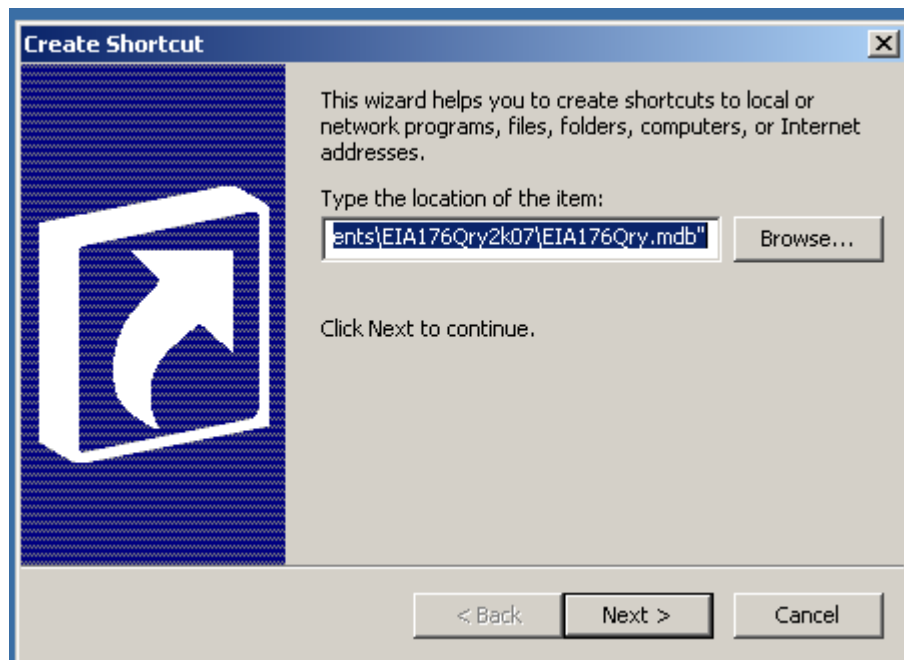 Create Shortcut
This wizard helps you to create shortcuts to local or
network programs, files, folders, computers, or Internet
addresses.
Type the location of the item:
ents\EIA176Qry2k07\EIA176Qry.mdb"
Browse...
Click Next to continue.
< Back
Next >
Cancel